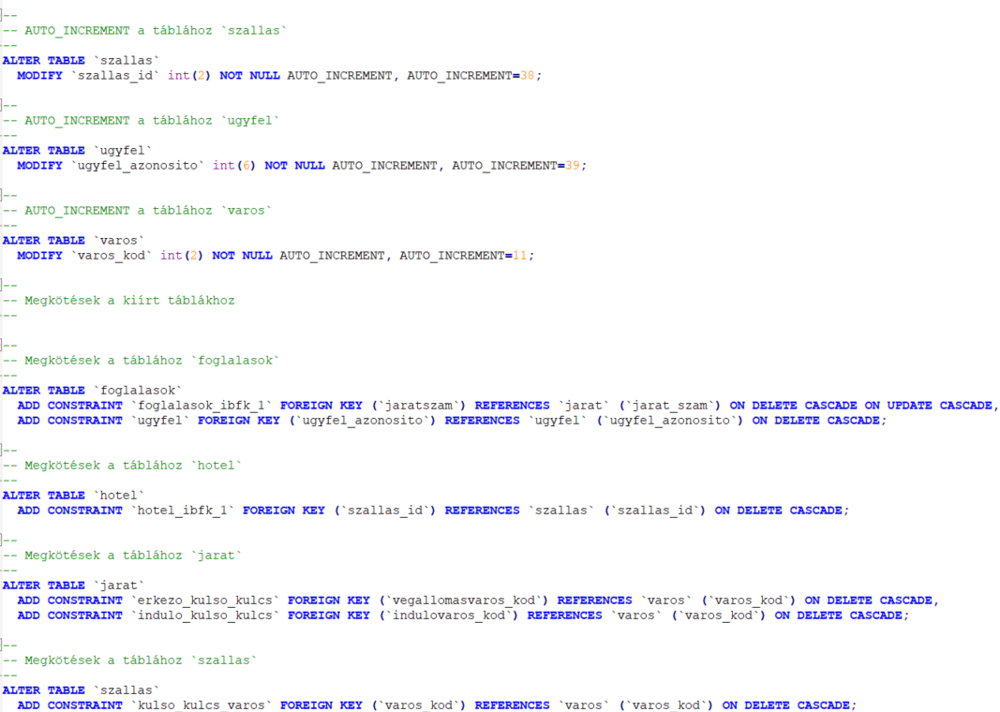 --
-- AUTO_INCREMENT a táblához `szallas`
--
ALTER TABLE `szallas`
  MODIFY `szallas_id` int(2) NOT NULL AUTO_INCREMENT, AUTO_INCREMENT=38;

--
-- AUTO_INCREMENT a táblához `ugyfel`
--
ALTER TABLE `ugyfel`
  MODIFY `ugyfel_azonosito` int(6) NOT NULL AUTO_INCREMENT, AUTO_INCREMENT=39;

--
-- AUTO_INCREMENT a táblához `varos`
--
ALTER TABLE `varos`
  MODIFY `varos_kod` int(2) NOT NULL AUTO_INCREMENT, AUTO_INCREMENT=11;

--
-- Megkötések a kiírt táblákhoz
--

--
-- Megkötések a táblához `foglalasok`
--
ALTER TABLE `foglalasok`
  ADD CONSTRAINT `foglalasok_ibfk_1` FOREIGN KEY (`jaratszam`) REFERENCES `jarat` (`jarat_szam`) ON DELETE CASCADE ON UPDATE CASCADE,
  ADD CONSTRAINT `ugyfel` FOREIGN KEY (`ugyfel_azonosito`) REFERENCES `ugyfel` (`ugyfel_azonosito`) ON DELETE CASCADE;

--
-- Megkötések a táblához `hotel`
--
ALTER TABLE `hotel`
  ADD CONSTRAINT `hotel_ibfk_1` FOREIGN KEY (`szallas_id`) REFERENCES `szallas` (`szallas_id`) ON DELETE CASCADE;

--
-- Megkötések a táblához `jarat`
--
ALTER TABLE `jarat`
  ADD CONSTRAINT `erkezo_kulso_kulcs` FOREIGN KEY (`vegallomasvaros_kod`) REFERENCES `varos` (`varos_kod`) ON DELETE CASCADE,
  ADD CONSTRAINT `indulo_kulso_kulcs` FOREIGN KEY (`indulovaros_kod`) REFERENCES `varos` (`varos_kod`) ON DELETE CASCADE;

--
-- Megkötések a táblához `szallas`
--
ALTER TABLE `szallas`
  ADD CONSTRAINT `kulso_kulcs_varos` FOREIGN KEY (`varos_kod`) REFERENCES `varos` (`varos_kod`) ON DELETE CASCADE;